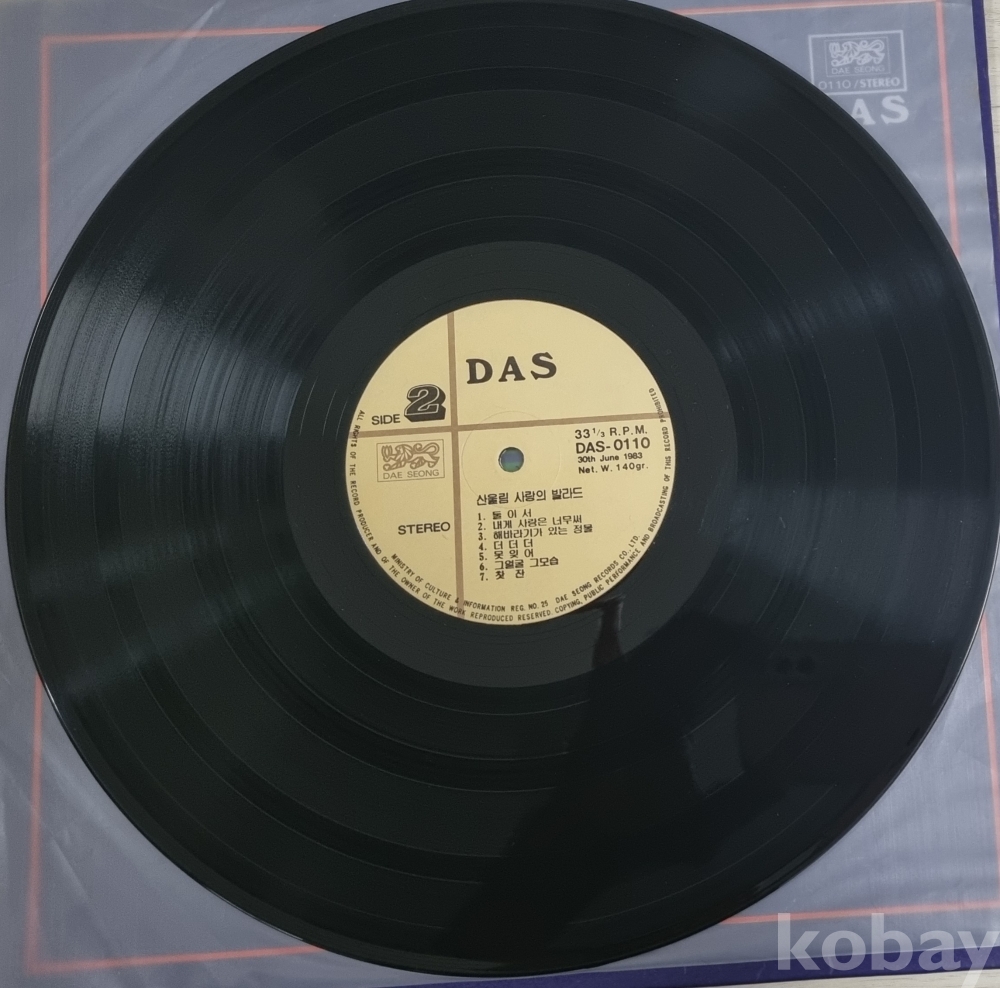 DAE SEONG
0110/STEREO
AS
DAS
SIDE 2
33 1/3 R.P.M.
DAS-0110
30th June 1983
Net. W. 140gr.
DAE SEONG
STEREO
산울림 사랑의 발라드
1. 둘 이 서
2. 내게 사랑은 너무써
3. 해바라기가 있는 정물
4. 더 더 더
5. 못 잊 어
6. 그얼굴 그모습
7. 찻 잔
MINISTRY OF CULTURE & INFORMATION REG. NO. 25 DAE SEONG RECORDS CO., LTD.
ALL RIGHTS OF THE RECORD PRODUCER AND OF THE OWNER OF THE WORK REPRODUCED RESERVED. COPYING, PUBLIC PERFORMANCE AND BROADCASTING OF THIS RECORD PROHIBITED
kobay